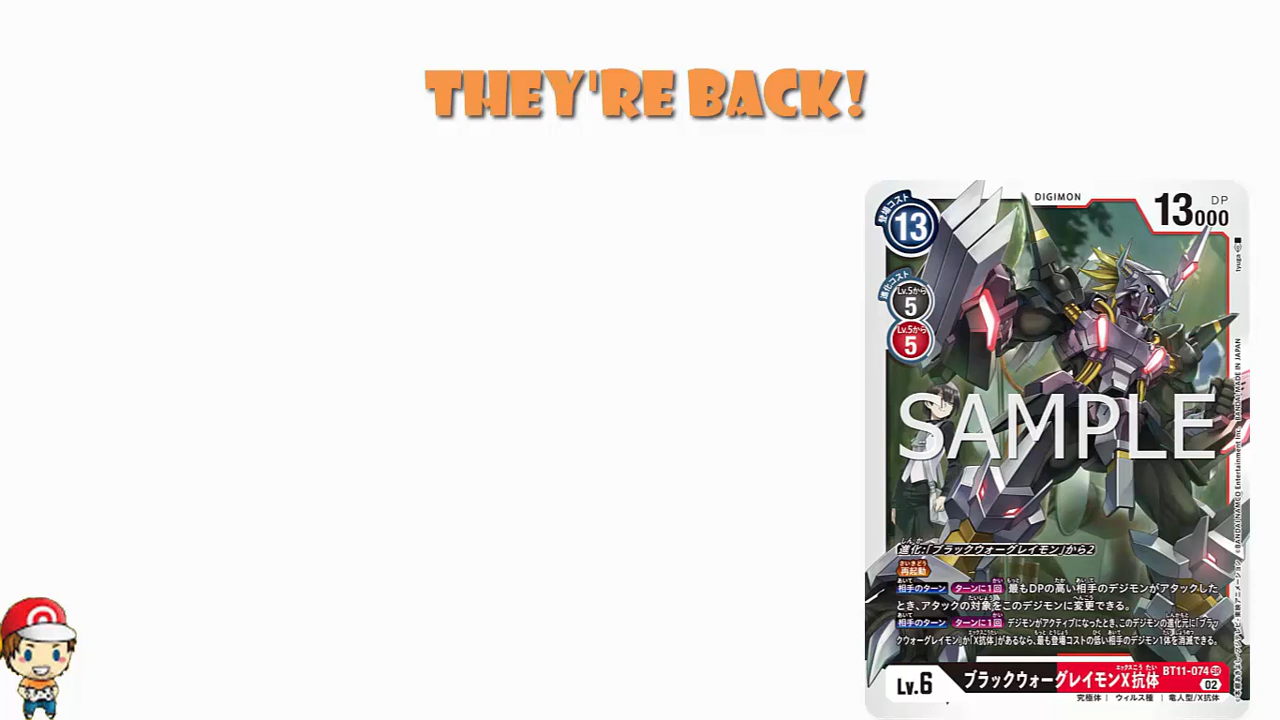 THEY'RE BACK!
DIGIMON
登場コスト
13
13000
DP
進化コスト
Lv.5から
5
Lv.5から
5
SAMPLE
進化:「ブラックウォーグレイモン」から2
再起動
相手のターン ターンに1回 最もDPの高い相手のデジモンがアタックした
とき、アタックの対象をこのデジモンに変更できる。
相手のターン ターンに1回 デジモンがアクティブになったとき、このデジモンの進化元に「ブラッ
クウォーグレイモン」か「X抗体」があるなら、最も登場コストの低い相手のデジモン1体を消滅できる。
Lv.6
ブラックウォーグレイモンX抗体
BT11-074 SR
02
究極体 | ウィルス種 | 竜人型/X抗体